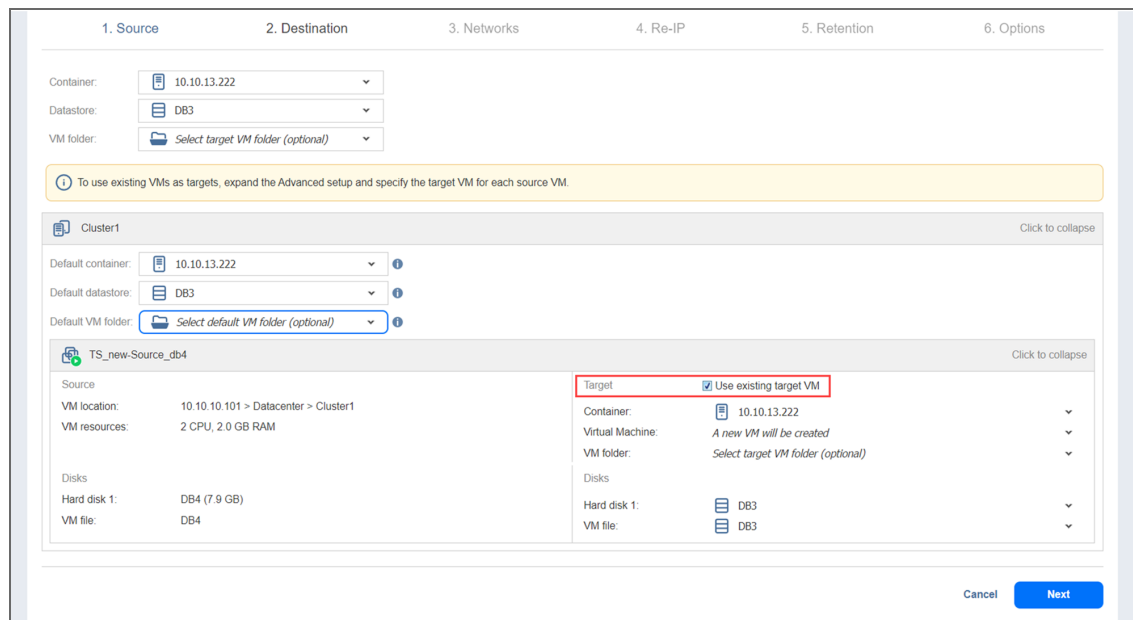 1. Source 2. Destination 3. Networks 4. Re-IP 5. Retention 6. Options
Container: 10.10.13.222
Datastore: DB3
VM folder: Select target VM folder (optional)
To use existing VMs as targets, expand the Advanced setup and specify the target VM for each source VM.
Cluster1 Click to collapse
Default container: 10.10.13.222
Default datastore: DB3
Default VM folder: Select default VM folder (optional)
TS_new-Source_db4 Click to collapse
Source
VM location: 10.10.10.101 > Datacenter > Cluster1
VM resources: 2 CPU, 2.0 GB RAM
Disks
Hard disk 1: DB4 (7.9 GB)
VM file: DB4
Target Use existing target VM
Container: 10.10.13.222
Virtual Machine: A new VM will be created
VM folder: Select target VM folder (optional)
Disks
Hard disk 1: DB3
VM file: DB3
Cancel Next